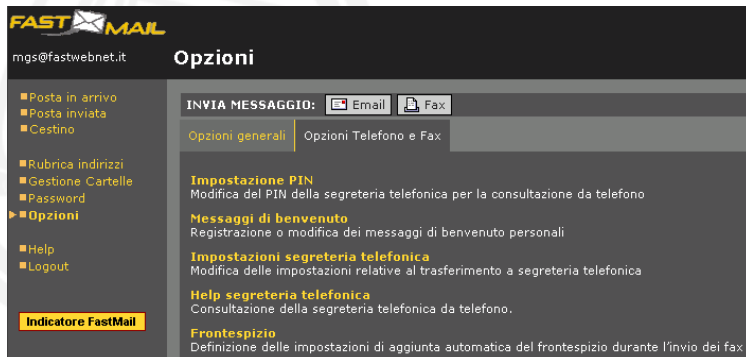 FAST MAIL
mgs@fastwebnet.it
Opzioni
Posta in arrivo
Posta inviata
Cestino
Rubrica indirizzi
Gestione Cartelle
Password
Opzioni
Help
Logout
Indicatore FastMail
INVIA MESSAGGIO: Email Fax
Opzioni generali Opzioni Telefono e Fax
Impostazione PIN
Modifica del PIN della segreteria telefonica per la consultazione da telefono
Messaggi di benvenuto
Registrazione o modifica dei messaggi di benvenuto personali
Impostazioni segreteria telefonica
Modifica delle impostazioni relative al trasferimento a segreteria telefonica
Help segreteria telefonica
Consultazione della segreteria telefonica da telefono.
Frontespizio
Definizione delle impostazioni di aggiunta automatica del frontespizio durante l'invio dei fax